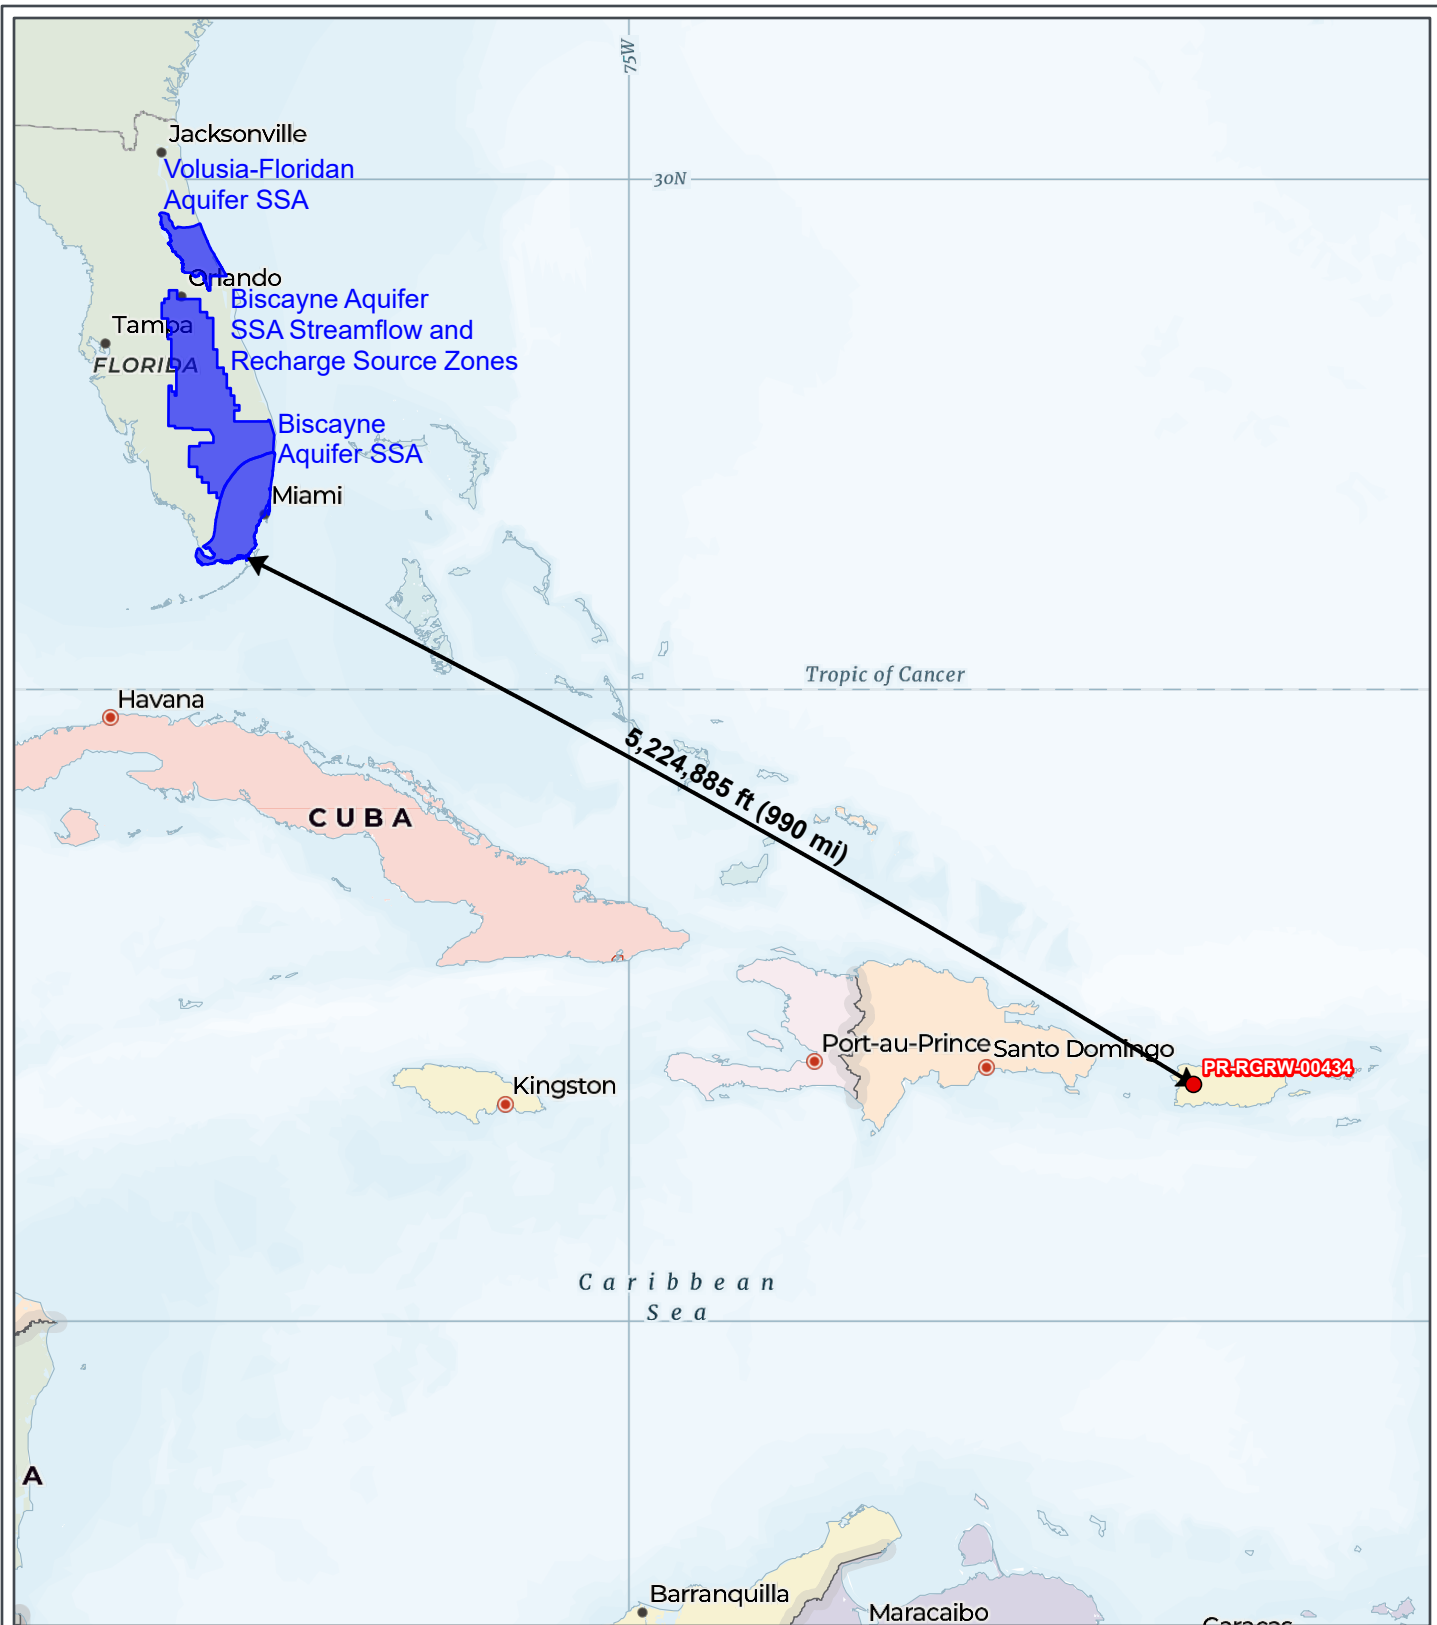 75W
Jacksonville
Volusia-Floridan
Aquifer SSA
30N
Orlando
Biscayne Aquifer
SSA Streamflow and
Recharge Source Zones
Tampa
FLORIDA
Biscayne
Aquifer SSA
Miami
Tropic of Cancer
Havana
5,224,885 ft (990 mi)
CUBA
Port-au-Prince
Santo Domingo
PR-RGRW-00434
Kingston
Caribbean
Sea
A
Barranquilla
Maracaibo
Caracas